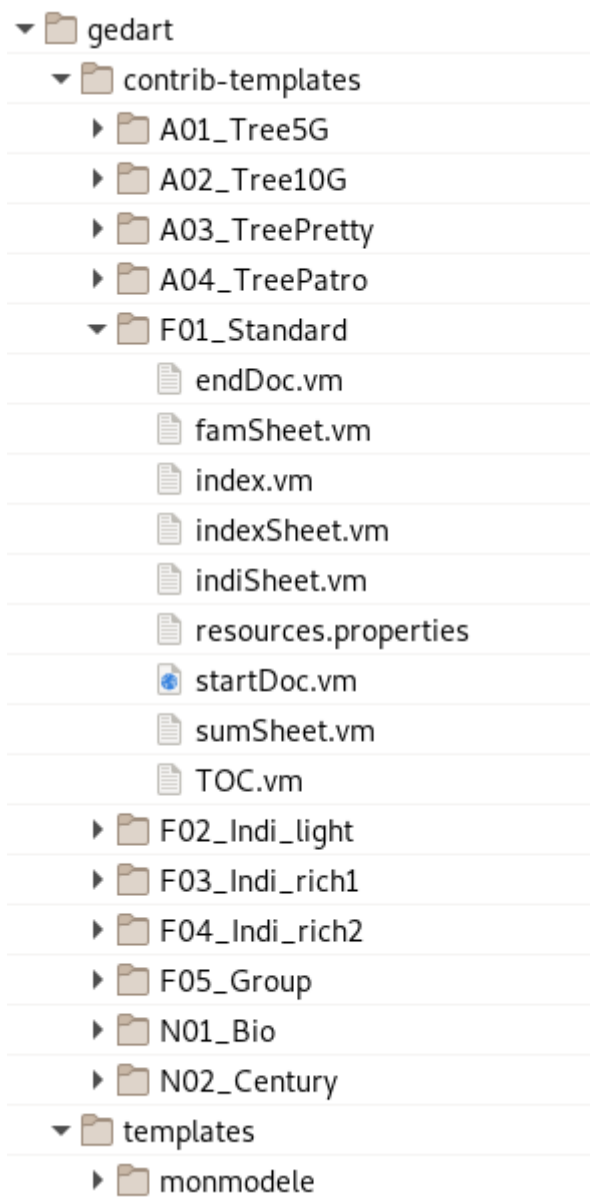 gedart
contrib-templates
A01_Tree5G
A02_Tree10G
A03_TreePretty
A04_TreePatro
F01_Standard
endDoc.vm
famSheet.vm
index.vm
indexSheet.vm
indiSheet.vm
resources.properties
startDoc.vm
sumSheet.vm
TOC.vm
F02_Indi_light
F03_Indi_rich1
F04_Indi_rich2
F05_Group
N01_Bio
N02_Century
templates
monmodele